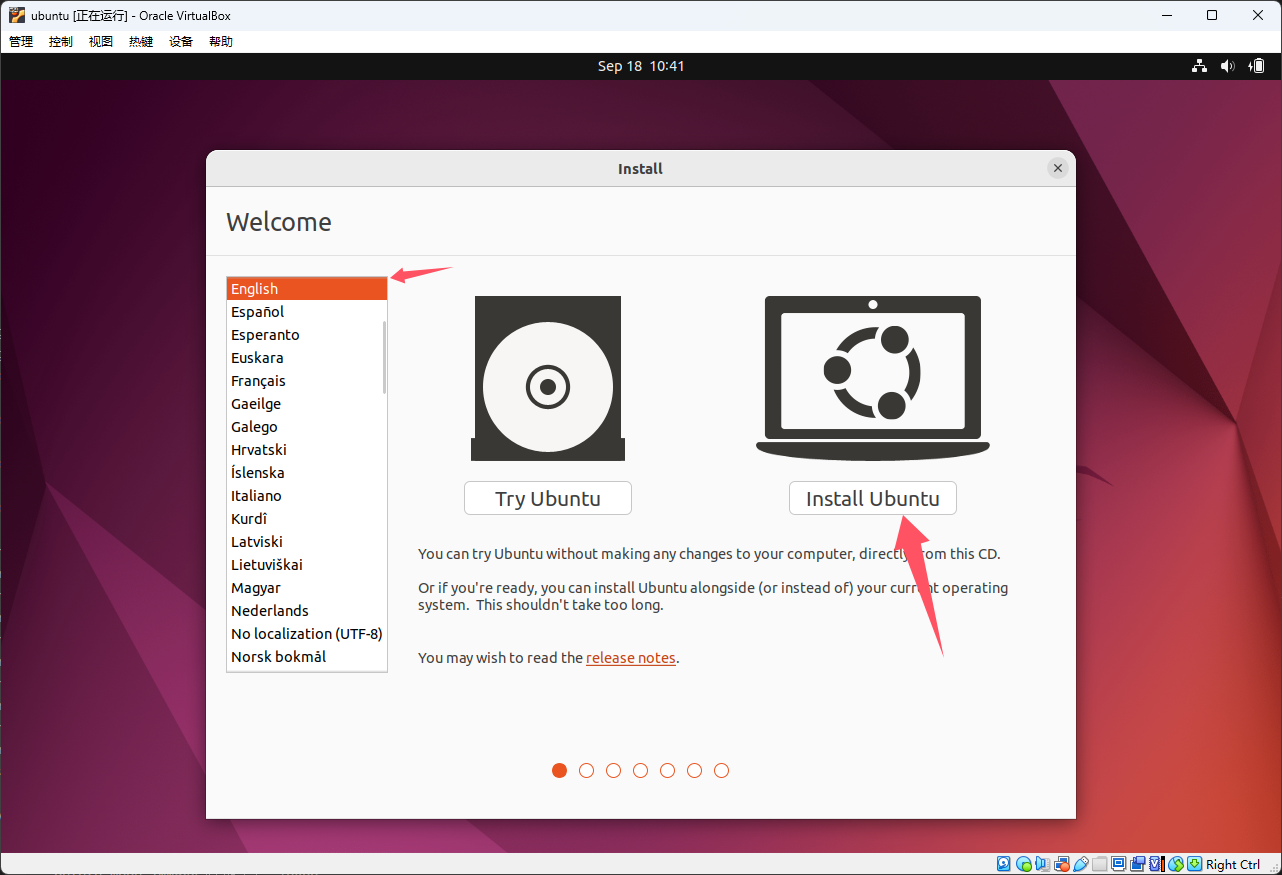 ubuntu [正在运行] - Oracle VirtualBox
管理 控制 视图 热键 设备 帮助
Sep 18 10:41
Install
Welcome
English
Español
Esperanto
Euskara
Français
Gaeilge
Galego
Hrvatski
Íslenska
Italiano
Kurdî
Latviski
Lietuviškai
Magyar
Nederlands
No localization (UTF-8)
Norsk bokmål
Try Ubuntu
Install Ubuntu
You can try Ubuntu without making any changes to your computer, directly from this CD.
Or if you're ready, you can install Ubuntu alongside (or instead of) your current operating
system. This shouldn't take too long.
You may wish to read the release notes.
Right Ctrl